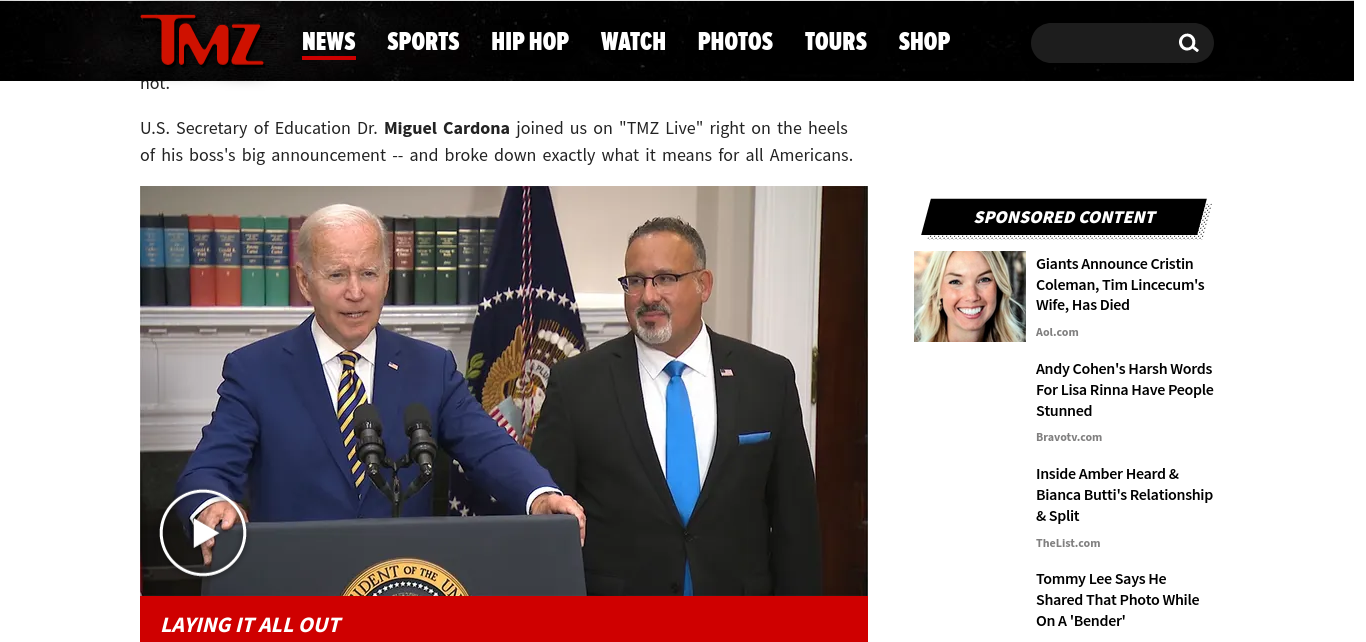 TMZ
NEWS SPORTS HIP HOP WATCH PHOTOS TOURS SHOP
not.
U.S. Secretary of Education Dr. Miguel Cardona joined us on "TMZ Live" right on the heels
of his boss's big announcement -- and broke down exactly what it means for all Americans.
DENT OF THE UN
LAYING IT ALL OUT
SPONSORED CONTENT
Giants Announce Cristin
Coleman, Tim Lincecum's
Wife, Has Died
Aol.com
Andy Cohen's Harsh Words
For Lisa Rinna Have People
Stunned
Bravotv.com
Inside Amber Heard &
Bianca Butti's Relationship
& Split
TheList.com
Tommy Lee Says He
Shared That Photo While
On A 'Bender'